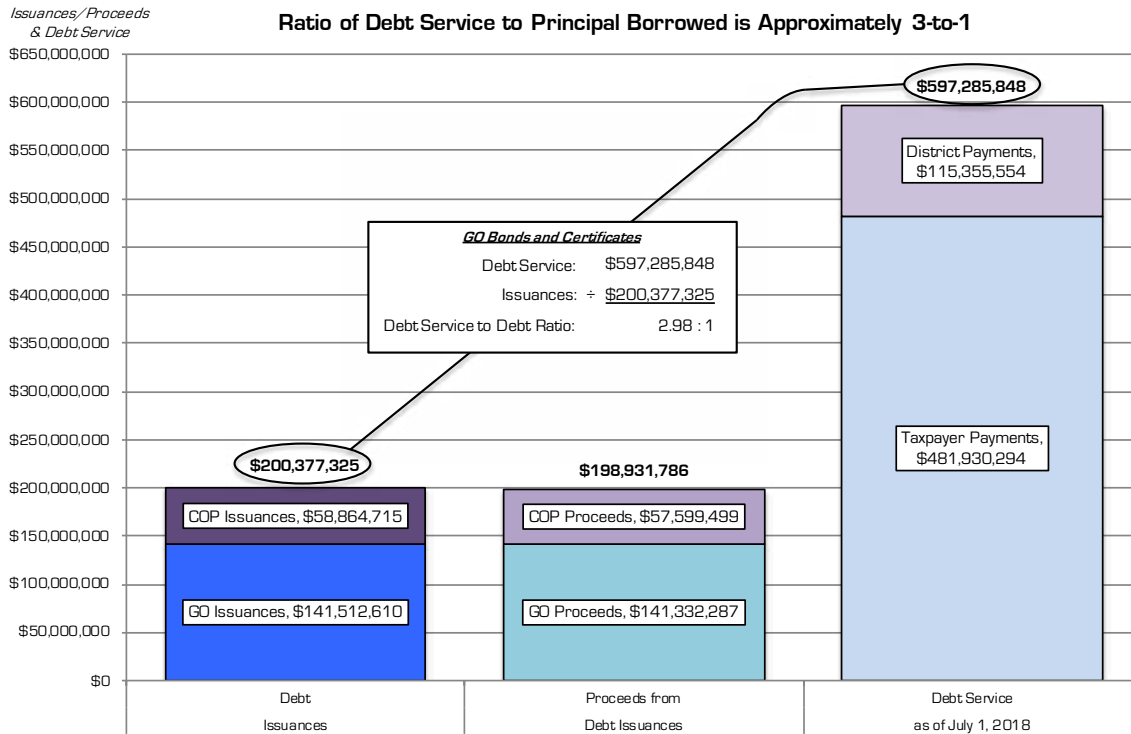 Issuances/Proceeds
& Debt Service
Ratio of Debt Service to Principal Borrowed is Approximately 3-to-1
$650,000,000
$600,000,000
$550,000,000
$500,000,000
$450,000,000
$400,000,000
$350,000,000
$300,000,000
$250,000,000
$200,000,000
$150,000,000
$100,000,000
$50,000,000
$0
$597,285,848
District Payments,
$115,355,554
GO Bonds and Certificates
Debt Service: $597,285,848
Issuances: ÷ $200,377,325
Debt Service to Debt Ratio: 2.98 : 1
Taxpayer Payments,
$481,930,294
$200,377,325
$198,931,786
COP Issuances, $58,864,715
COP Proceeds, $57,599,499
GO Issuances, $141,512,610
GO Proceeds, $141,332,287
Debt
Issuances
Proceeds from
Debt Issuances
Debt Service
as of July 1, 2018